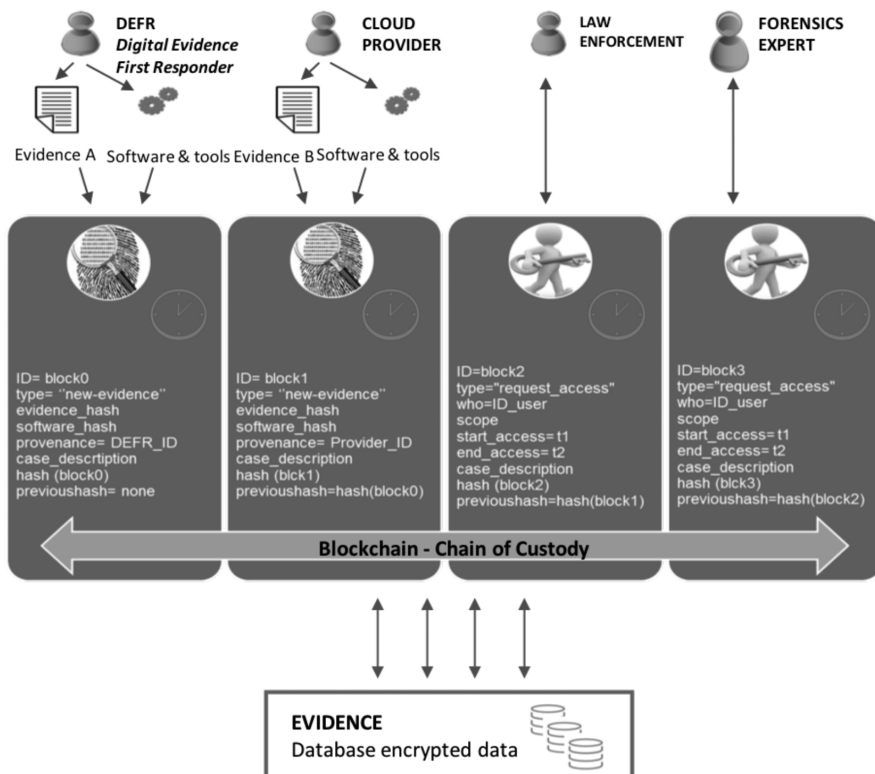 DEFR
Digital Evidence
First Responder
CLOUD
PROVIDER
LAW
ENFORCEMENT
FORENSICS
EXPERT
Evidence A
Software & tools
Evidence B
Software & tools
ID= block0
type= "new-evidence"
evidence_hash
software_hash
provenance= DEFR_ID
case_descrtiption
hash (block0)
previoushash= none
ID= block1
type= "new-evidence"
evidence_hash
software_hash
provenance= Provider_ID
case_description
hash (blck1)
previoushash=hash(block0)
ID=block2
type="request_access"
who=ID_user
scope
start_access= t1
end_access= t2
case_description
hash (block2)
previoushash=hash(block1)
ID=block3
type="request_access"
who=ID_user
scope
start_access= t1
end_access= t2
case_description
hash (blck3)
previoushash=hash(block2)
Blockchain - Chain of Custody
EVIDENCE
Database encrypted data